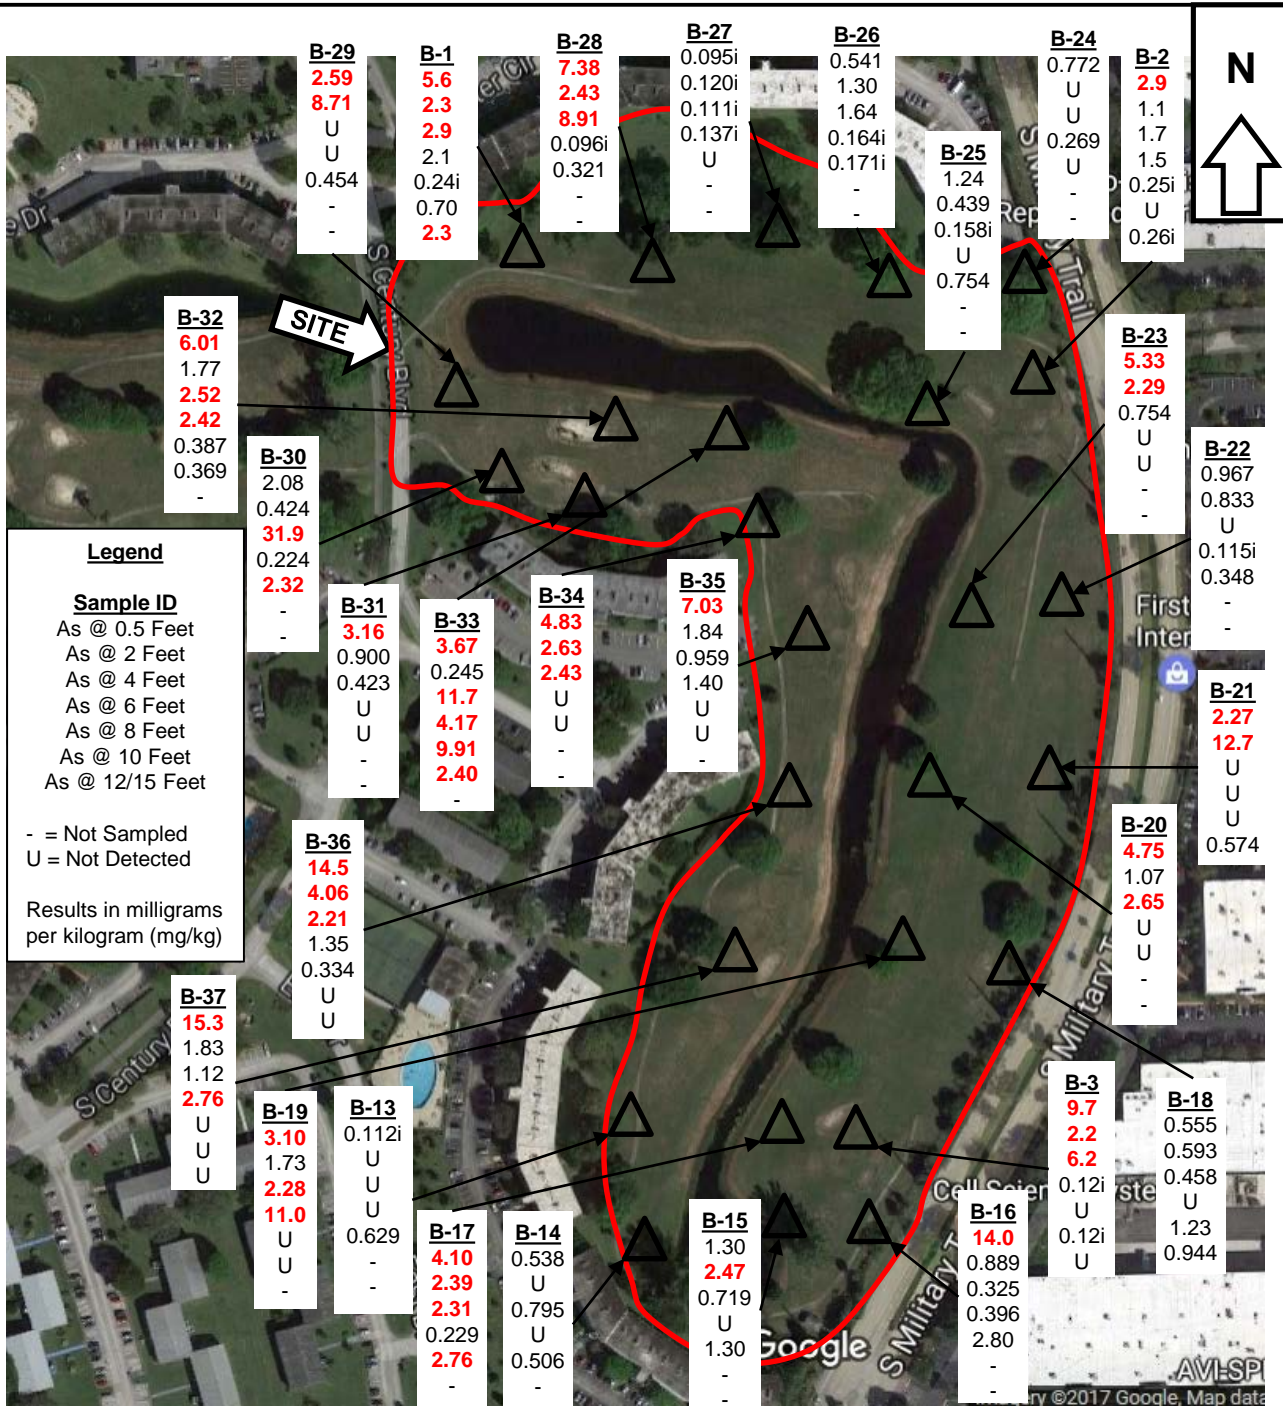 N
B-29
2.59
8.71
U
U
0.454
-
-
B-1
5.6
2.3
2.9
2.1
0.24i
0.70
2.3
B-28
7.38
2.43
8.91
0.096i
0.321
-
-
B-27
0.095i
0.120i
0.111i
0.137i
U
-
-
B-26
0.541
1.30
1.64
0.164i
0.171i
-
-
B-25
1.24
0.439
0.158i
U
0.754
-
-
B-24
0.772
U
U
0.269
U
-
-
B-2
2.9
1.1
1.7
1.5
0.25i
U
0.26i
SITE
S Century Blvd
B-32
6.01
1.77
2.52
2.42
0.387
0.369
-
B-30
2.08
0.424
31.9
0.224
2.32
-
-
B-23
5.33
2.29
0.754
U
U
-
-
B-22
0.967
0.833
U
0.115i
0.348
-
-
Legend
Sample ID
As @ 0.5 Feet
As @ 2 Feet
As @ 4 Feet
As @ 6 Feet
As @ 8 Feet
As @ 10 Feet
As @ 12/15 Feet
- = Not Sampled
U = Not Detected
Results in milligrams
per kilogram (mg/kg)
B-31
3.16
0.900
0.423
U
U
-
-
B-33
3.67
0.245
11.7
4.17
9.91
2.40
-
B-34
4.83
2.63
2.43
U
U
-
-
B-35
7.03
1.84
0.959
1.40
U
U
-
First
Inter
B-21
2.27
12.7
U
U
U
0.574
B-20
4.75
1.07
2.65
U
U
-
-
B-36
14.5
4.06
2.21
1.35
0.334
U
U
B-37
15.3
1.83
1.12
2.76
U
U
U
B-19
3.10
1.73
2.28
11.0
U
U
-
B-13
0.112i
U
U
U
0.629
-
-
B-17
4.10
2.39
2.31
0.229
2.76
-
B-14
0.538
U
0.795
U
0.506
-
B-15
1.30
2.47
0.719
U
1.30
-
-
B-16
14.0
0.889
0.325
0.396
2.80
-
-
B-3
9.7
2.2
6.2
0.12i
U
0.12i
U
B-18
0.555
0.593
0.458
U
1.23
0.944
S Century
S Military T
Google
AVI-SPL
©2017 Google, Map data